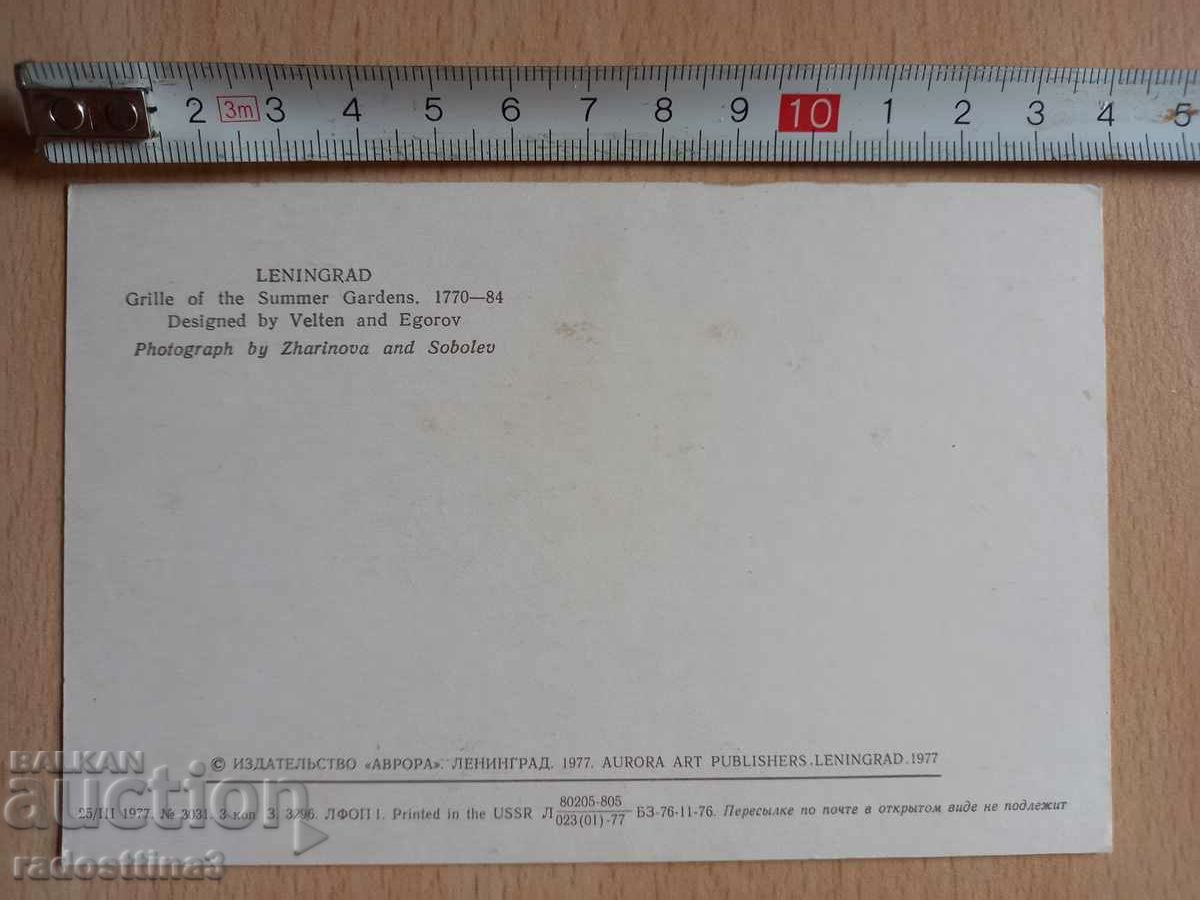 2 3m 3 4 5 6 7 8 9 10 1 2 3 4 5
LENINGRAD
Grille of the Summer Gardens, 1770—84
Designed by Velten and Egorov
Photograph by Zharinova and Sobolev
© ИЗДАТЕЛЬСТВО «АВРОРА». ЛЕНИНГРАД. 1977. AURORA ART PUBLISHERS.LENINGRAD.1977
25/III 1977. № 3031. 3 коп З. 3296. ЛФОП 1. Printed in the USSR Л 80205-805 / 023(01)-77 БЗ-76-11-76. Пересылке по почте в открытом виде не подлежит
BALKAN
auction
radosttina3